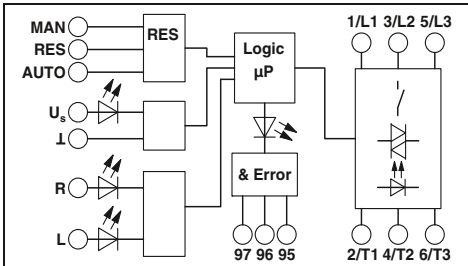 MAN
RES
AUTO
RES
Logic
µP
1/L1 3/L2 5/L3
Us
⊥
R
L
& Error
97 96 95
2/T1 4/T2 6/T3